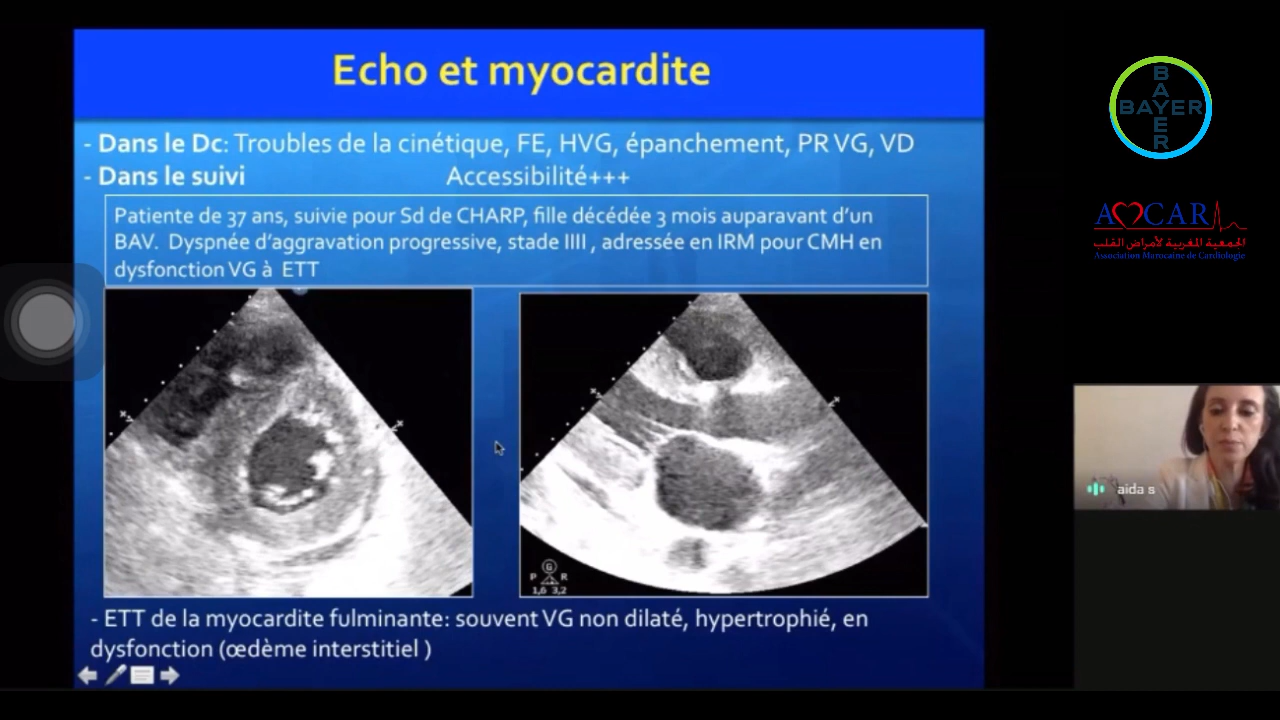 Echo et myocardite
- Dans le Dc: Troubles de la cinétique, FE, HVG, épanchement, PR VG, VD
- Dans le suivi Accessibilité+++
Patiente de 37 ans, suivie pour Sd de CHARP, fille décédée 3 mois auparavant d'un
BAV. Dyspnée d'aggravation progressive, stade IIII , adressée en IRM pour CMH en
dysfonction VG à ETT
G
P R
1,6 3,2
- ETT de la myocardite fulminante: souvent VG non dilaté, hypertrophié, en
dysfonction (œdème interstitiel )
BAYER
BAYER
AMCAR
الجمعية المغربية لأمراض القلب
Association Marocaine de Cardiologie
aida s